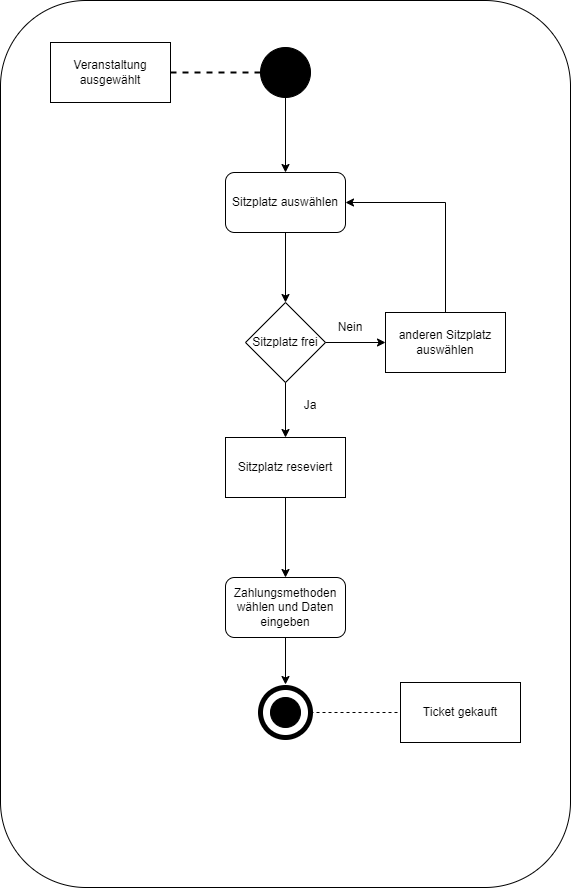 Veranstaltung
ausgewählt
Sitzplatz auswählen
Sitzplatz frei
Nein
anderen Sitzplatz
auswählen
Ja
Sitzplatz reseviert
Zahlungsmethoden
wählen und Daten
eingeben
Ticket gekauft